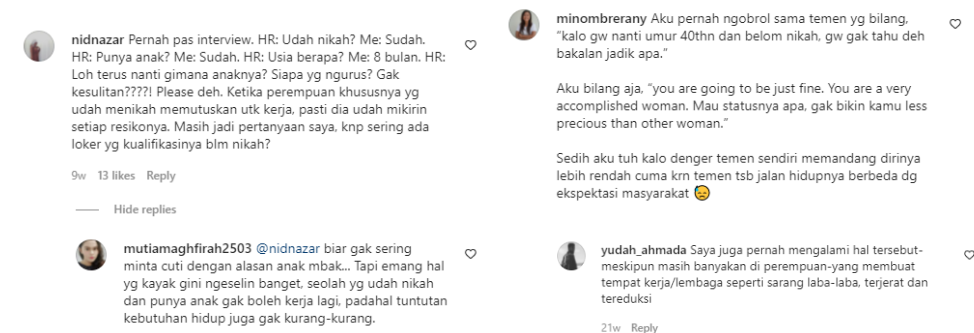 nidnazar Pernah pas interview. HR: Udah nikah? Me: Sudah.
HR: Punya anak? Me: Sudah. HR: Usia berapa? Me: 8 bulan. HR:
Loh terus nanti gimana anaknya? Siapa yg ngurus? Gak
kesulitan????! Please deh. Ketika perempuan khususnya yg
udah menikah memutuskan utk kerja, pasti dia udah mikirin
setiap resikonya. Masih jadi pertanyaan saya, knp sering ada
loker yg kualifikasinya blm nikah?
9w 13 likes Reply
Hide replies
mutiamaghfirah2503 @nidnazar biar gak sering
minta cuti dengan alasan anak mbak... Tapi emang hal
yg kayak gini ngeselin banget, seolah yg udah nikah
dan punya anak gak boleh kerja lagi, padahal tuntutan
kebutuhan hidup juga gak kurang-kurang.
minombrerany Aku pernah ngobrol sama temen yg bilang,
“kalo gw nanti umur 40thn dan belom nikah, gw gak tahu deh
bakalan jadik apa.”
Aku bilang aja, “you are going to be just fine. You are a very
accomplished woman. Mau statusnya apa, gak bikin kamu less
precious than other woman.”
Sedih aku tuh kalo denger temen sendiri memandang dirinya
lebih rendah cuma krn temen tsb jalan hidupnya berbeda dg
ekspektasi masyarakat 😓
yudah_ahmada Saya juga pernah mengalami hal tersebut-
meskipun masih banyakan di perempuan-yang membuat
tempat kerja/lembaga seperti sarang laba-laba, terjerat dan
tereduksi
21w Reply